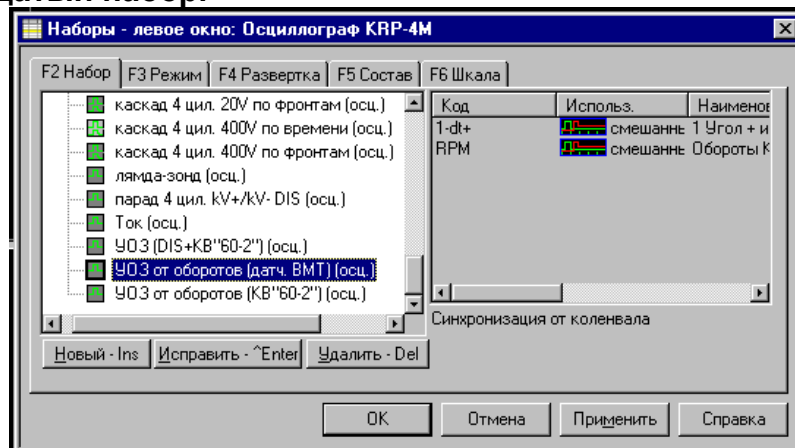 Наборы - левое окно: Осциллограф KRP-4M
F2 Набор F3 Режим F4 Развертка F5 Состав F6 Шкала
каскад 4 цил. 20V по фронтам (осц.)
каскад 4 цил. 400V по времени (осц.)
каскад 4 цил. 400V по фронтам (осц.)
лямда-зонд (осц.)
парад 4 цил. kV+/kV- DIS (осц.)
Ток (осц.)
УОЗ (DIS+КВ"60-2") (осц.)
УОЗ от оборотов (датч. ВМТ) (осц.)
УОЗ от оборотов (КВ"60-2") (осц.)
Код Использ. Наименов
1-dt+ смешанне 1 Угол + и
RPM смешанне Обороты К
Синхронизация от коленвала
Новый - Ins Исправить - ^Enter Удалить - Del
OK Отмена Применить Справка